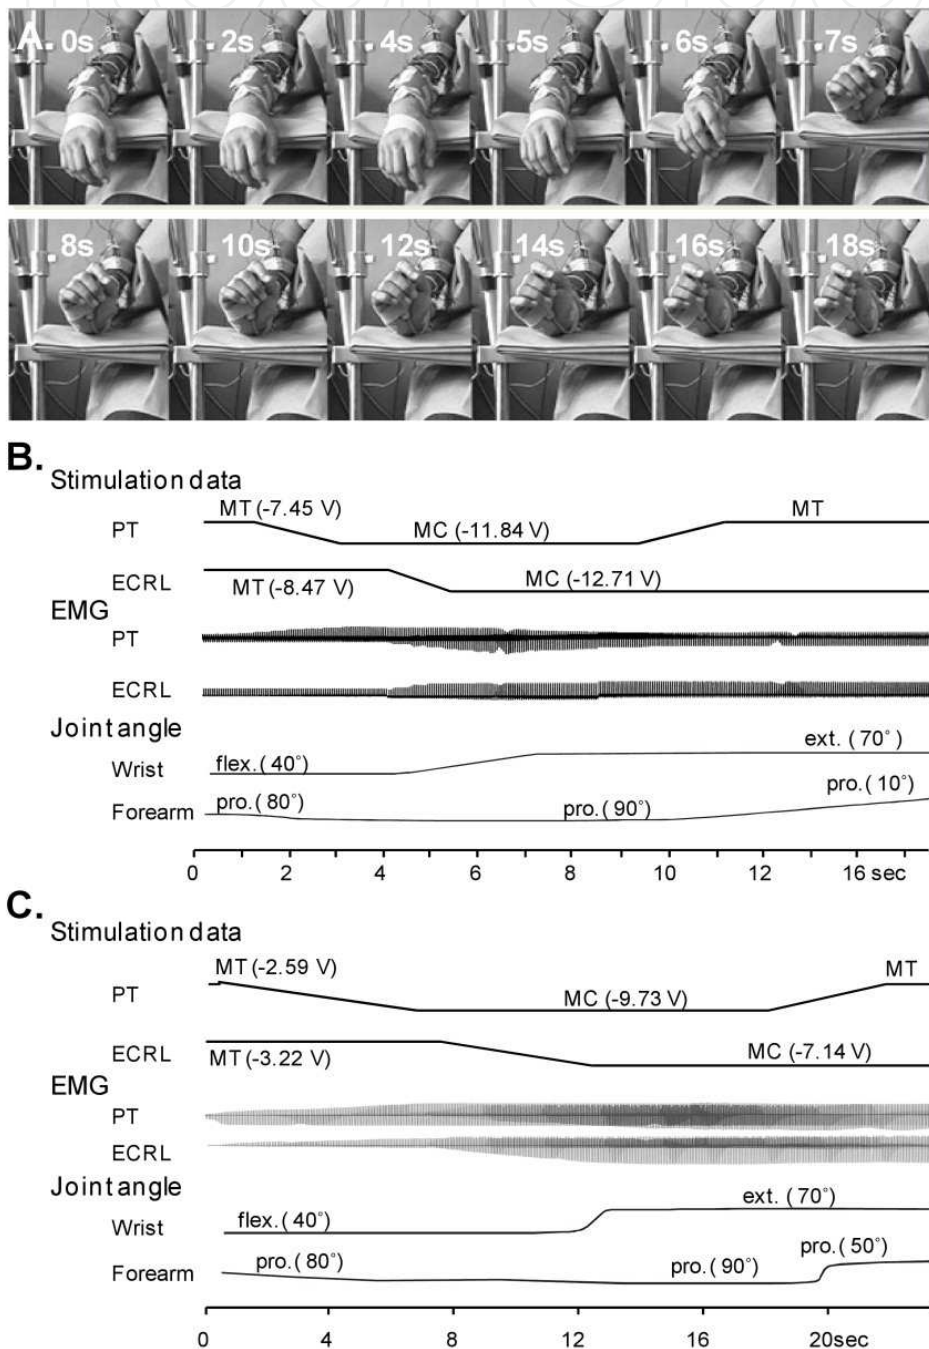 A. 0s 2s 4s 5s 6s 7s
8s 10s 12s 14s 16s 18s
B.
Stimulation data
MT (-7.45 V) MT
PT MC (-11.84 V)
ECRL MT (-8.47 V) MC (-12.71 V)
EMG
PT
ECRL
Joint angle
Wrist flex. (40°) ext. (70°)
Forearm pro. (80°) pro. (90°) pro. (10°)
0 2 4 6 8 10 12 16 sec
C.
Stimulation data
MT (-2.59 V) MT
PT MC (-9.73 V)
ECRL MT (-3.22 V) MC (-7.14 V)
EMG
PT
ECRL
Joint angle
Wrist flex. (40°) ext. (70°)
Forearm pro. (80°) pro. (90°) pro. (50°)
0 4 8 12 16 20sec